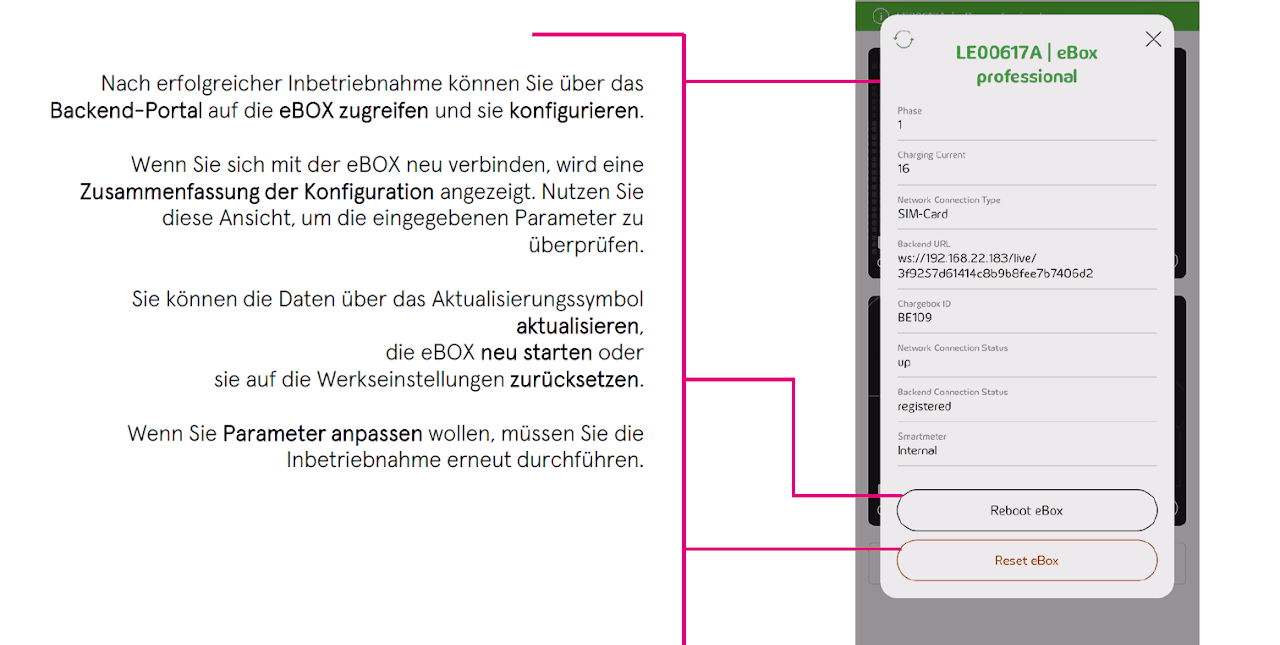 Nach erfolgreicher Inbetriebnahme können Sie über das
Backend-Portal auf die eBOX zugreifen und sie konfigurieren.
Wenn Sie sich mit der eBOX neu verbinden, wird eine
Zusammenfassung der Konfiguration angezeigt. Nutzen Sie
diese Ansicht, um die eingegebenen Parameter zu
überprüfen.
Sie können die Daten über das Aktualisierungssymbol
aktualisieren,
die eBOX neu starten oder
sie auf die Werkseinstellungen zurücksetzen.
Wenn Sie Parameter anpassen wollen, müssen Sie die
Inbetriebnahme erneut durchführen.
LE00617A | eBox
professional
Phase
1
Charging Current
16
Network Connection Type
SIM-Card
Backend URL
ws://192.168.22.183/live/
3f9257d61414c8b9b8fee7b7406d2
Chargebox ID
BE109
Network Connection Status
up
Backend Connection Status
registered
Smartmeter
Internal
Reboot eBox
Reset eBox